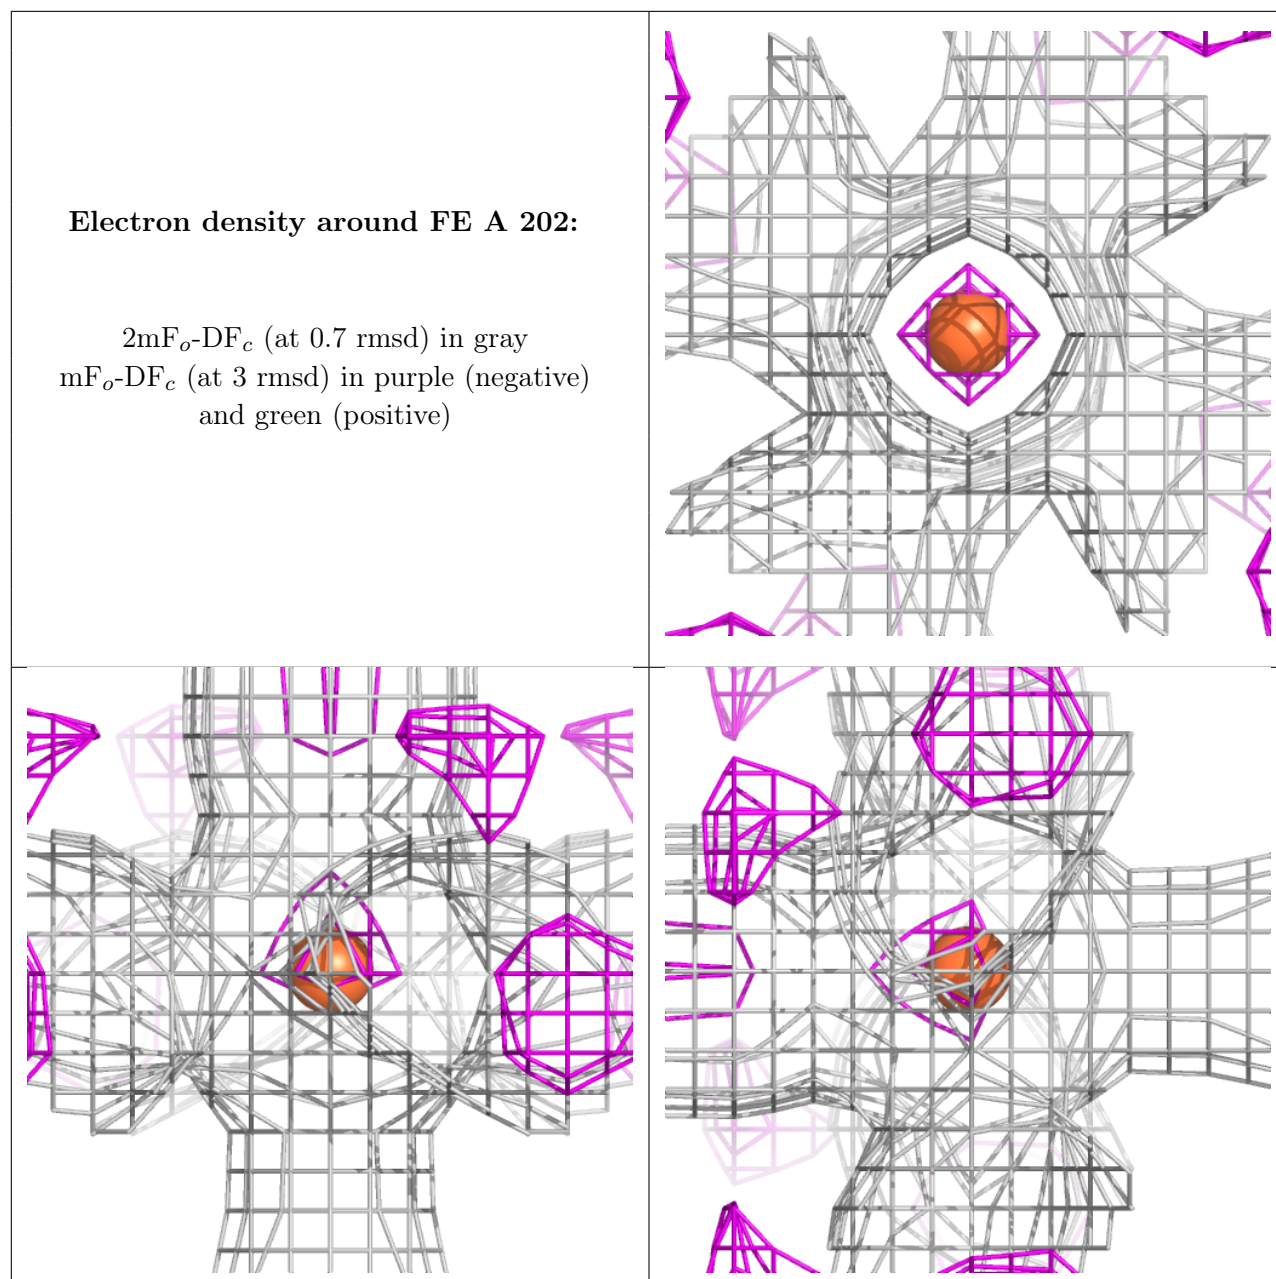 Electron density around FE A 202:
2mFₒ-DF𝒸 (at 0.7 rmsd) in gray
mFₒ-DF𝒸 (at 3 rmsd) in purple (negative)
and green (positive)